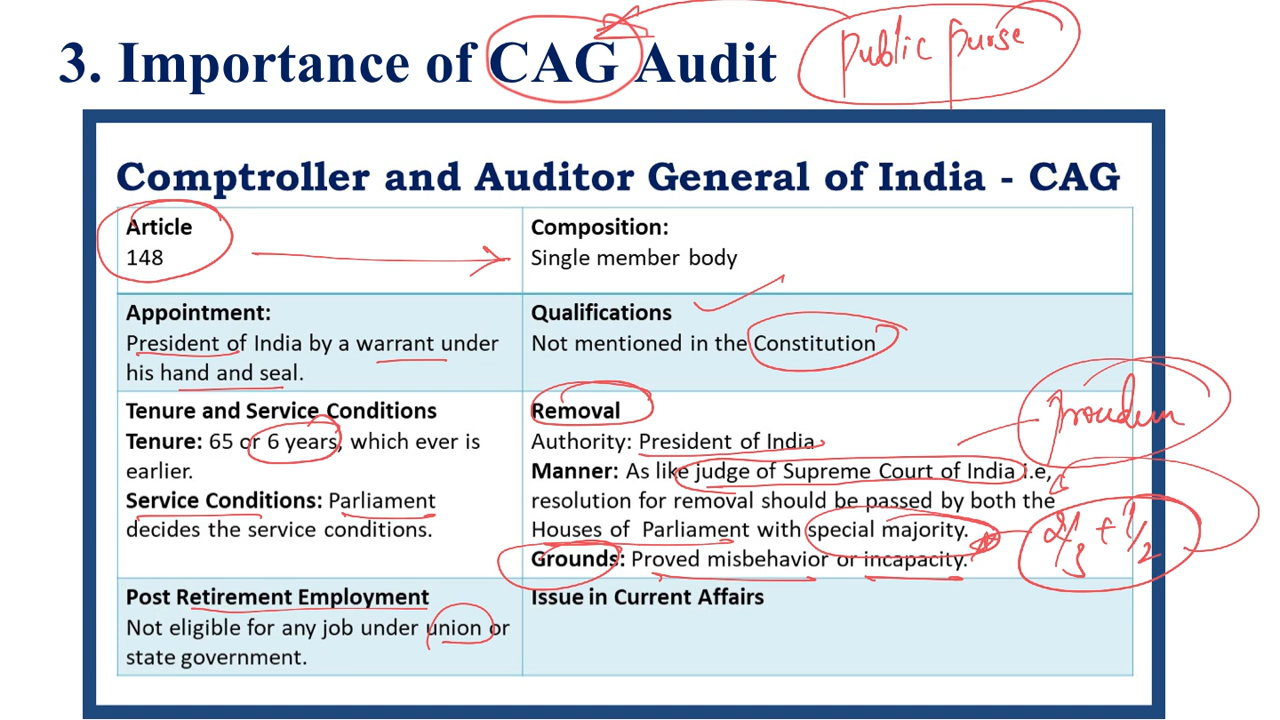 3. Importance of CAG Audit
public purse
Comptroller and Auditor General of India - CAG
Article
148
Composition:
Single member body
Appointment:
President of India by a warrant under
his hand and seal.
Qualifications
Not mentioned in the Constitution
Tenure and Service Conditions
Tenure: 65 or 6 years, which ever is
earlier.
Service Conditions: Parliament
decides the service conditions.
Removal
Authority: President of India
Manner: As like judge of Supreme Court of India i.e,
resolution for removal should be passed by both the
Houses of Parliament with special majority.
Grounds: Proved misbehavior or incapacity.
2/3 + 1/2
Post Retirement Employment
Not eligible for any job under union or
state government.
Issue in Current Affairs